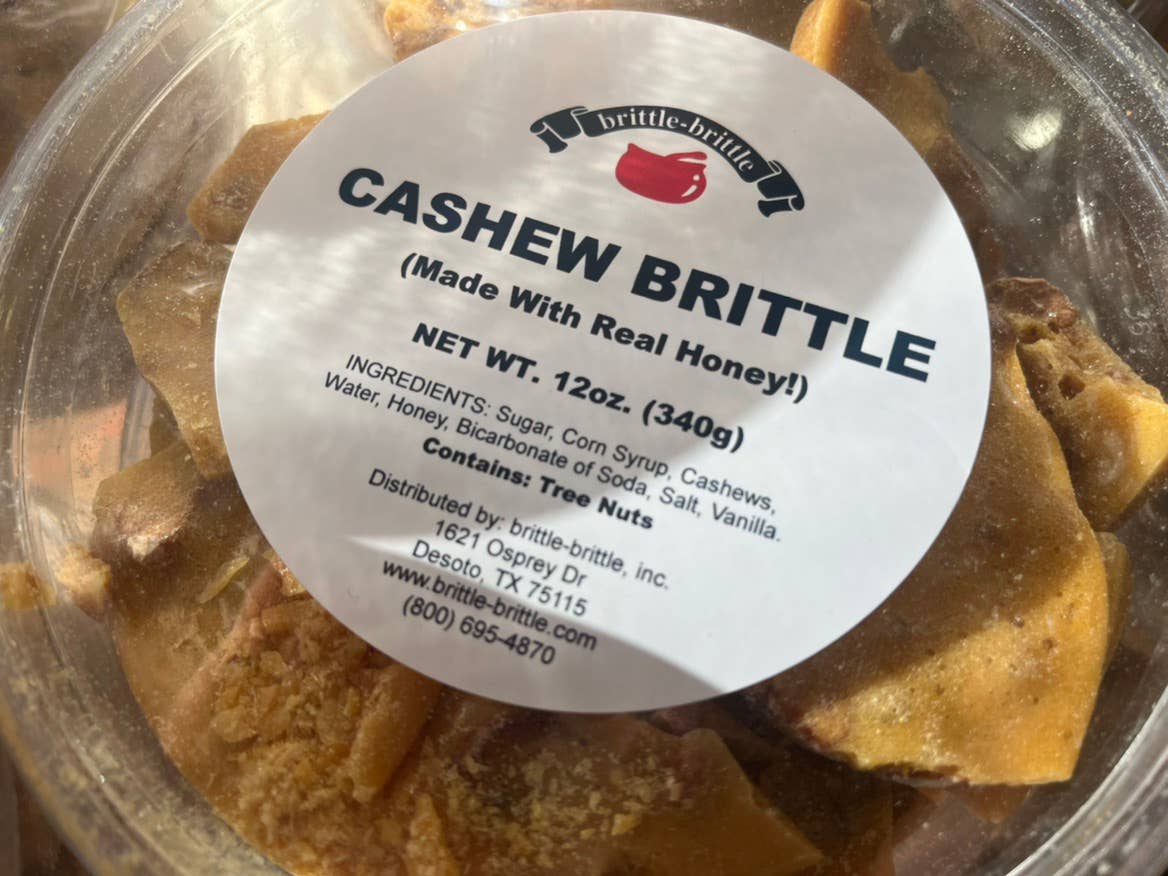 brittle-brittle
CASHEW BRITTLE
(Made With Real Honey!)
NET WT. 12oz. (340g)
INGREDIENTS: Sugar, Corn Syrup, Cashews,
Water, Honey, Bicarbonate of Soda, Salt, Vanilla.
Contains: Tree Nuts
Distributed by: brittle-brittle, inc.
1621 Osprey Dr
Desoto, TX 75115
www.brittle-brittle.com
(800) 695-4870